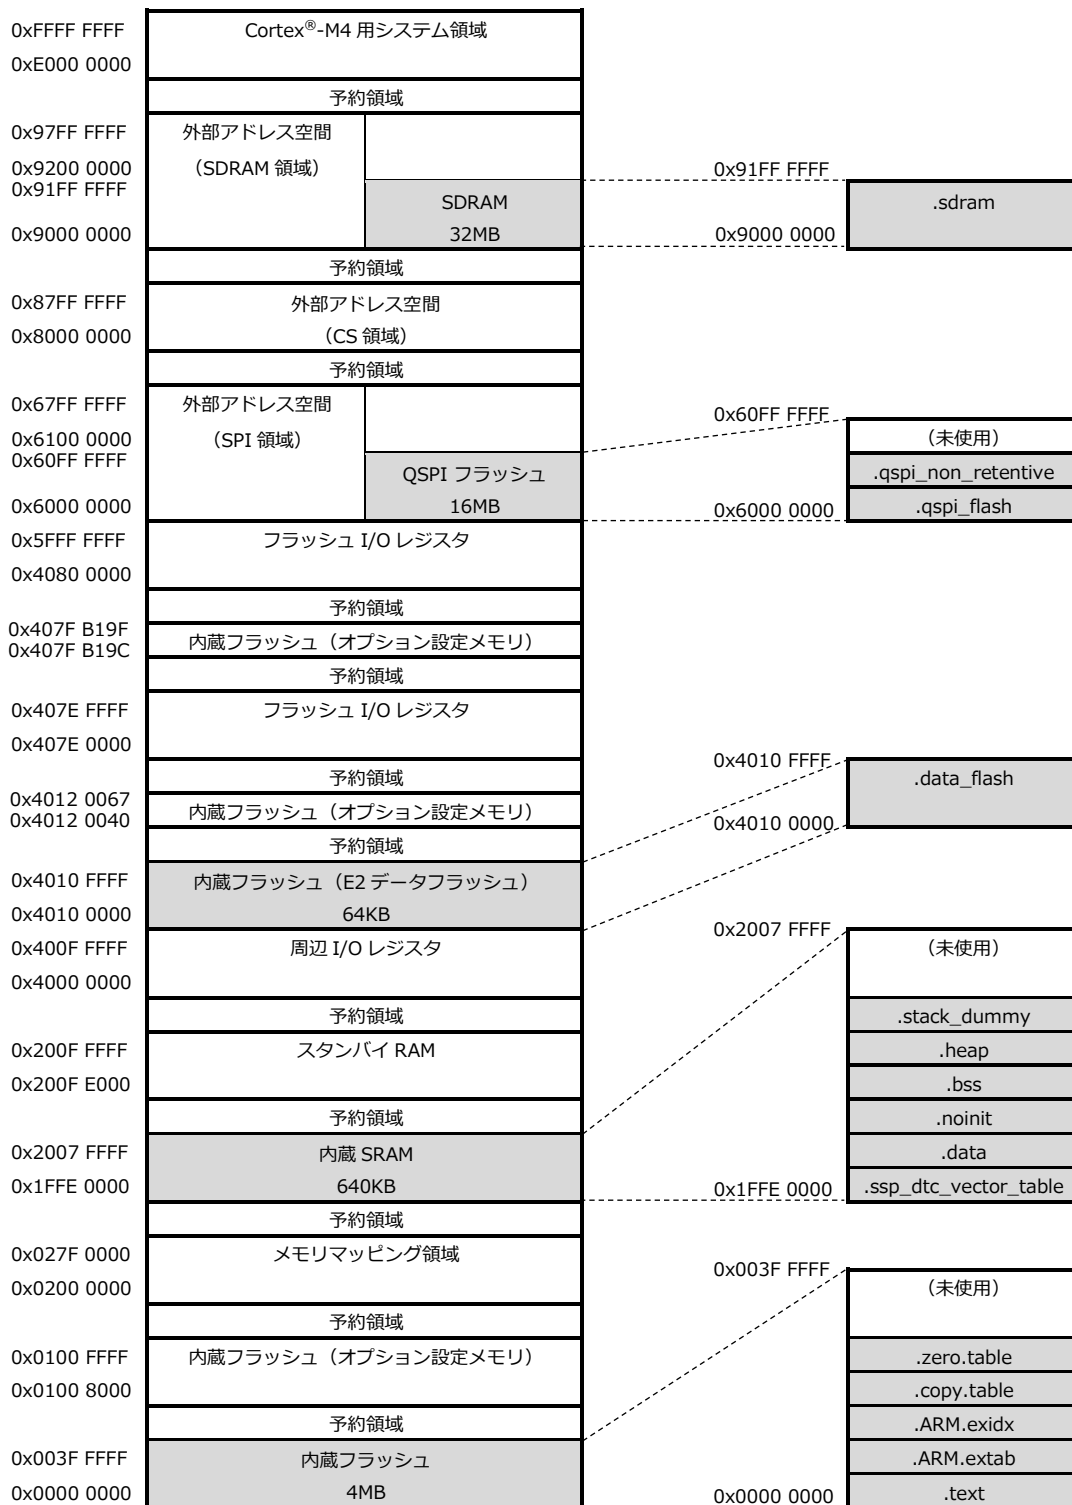 0xFFFF FFFF
Cortex®-M4 用システム領域
0xE000 0000
予約領域
0x97FF FFFF
外部アドレス空間
0x9200 0000
（SDRAM 領域）
0x91FF FFFF
0x91FF FFFF
SDRAM
.sdram
0x9000 0000
32MB
0x9000 0000
予約領域
0x87FF FFFF
外部アドレス空間
0x8000 0000
（CS 領域）
予約領域
0x67FF FFFF
外部アドレス空間
0x60FF FFFF
0x6100 0000
（SPI 領域）
（未使用）
0x60FF FFFF
QSPI フラッシュ
.qspi_non_retentive
0x6000 0000
16MB
0x6000 0000
.qspi_flash
0x5FFF FFFF
フラッシュ I/O レジスタ
0x4080 0000
予約領域
0x407F B19F
内蔵フラッシュ（オプション設定メモリ）
0x407F B19C
予約領域
0x407E FFFF
フラッシュ I/O レジスタ
0x407E 0000
0x4010 FFFF
予約領域
.data_flash
0x4012 0067
内蔵フラッシュ（オプション設定メモリ）
0x4012 0040
0x4010 0000
予約領域
0x4010 FFFF
内蔵フラッシュ（E2 データフラッシュ）
0x4010 0000
64KB
0x2007 FFFF
0x400F FFFF
周辺 I/O レジスタ
（未使用）
0x4000 0000
予約領域
.stack_dummy
0x200F FFFF
スタンバイ RAM
.heap
0x200F E000
.bss
予約領域
.noinit
0x2007 FFFF
内蔵 SRAM
.data
0x1FFE 0000
640KB
0x1FFE 0000
.ssp_dtc_vector_table
予約領域
0x027F 0000
メモリマッピング領域
0x003F FFFF
0x0200 0000
（未使用）
予約領域
0x0100 FFFF
内蔵フラッシュ（オプション設定メモリ）
.zero.table
0x0100 8000
.copy.table
予約領域
.ARM.exidx
0x003F FFFF
内蔵フラッシュ
.ARM.extab
0x0000 0000
4MB
0x0000 0000
.text